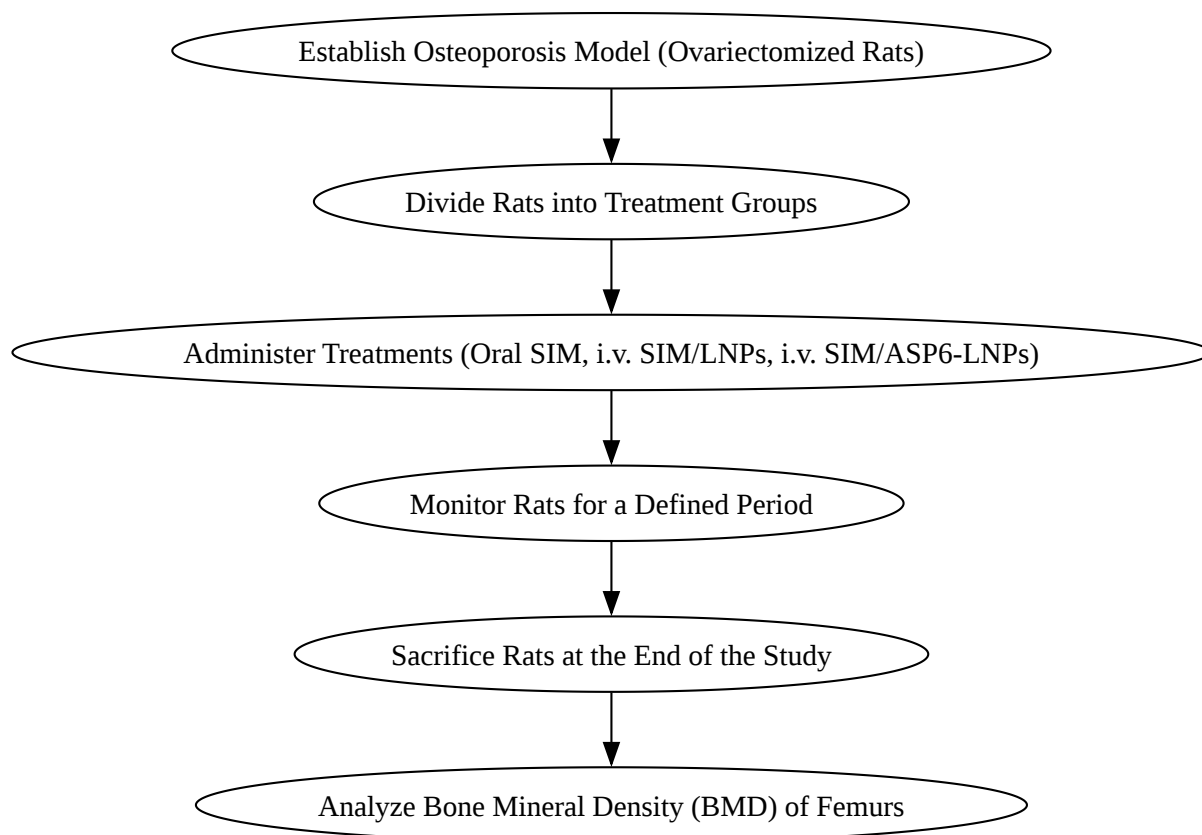 Establish Osteoporosis Model (Ovariectomized Rats)
Divide Rats into Treatment Groups
Administer Treatments (Oral SIM, i.v. SIM/LNPs, i.v. SIM/ASP6-LNPs)
Monitor Rats for a Defined Period
Sacrifice Rats at the End of the Study
Analyze Bone Mineral Density (BMD) of Femurs